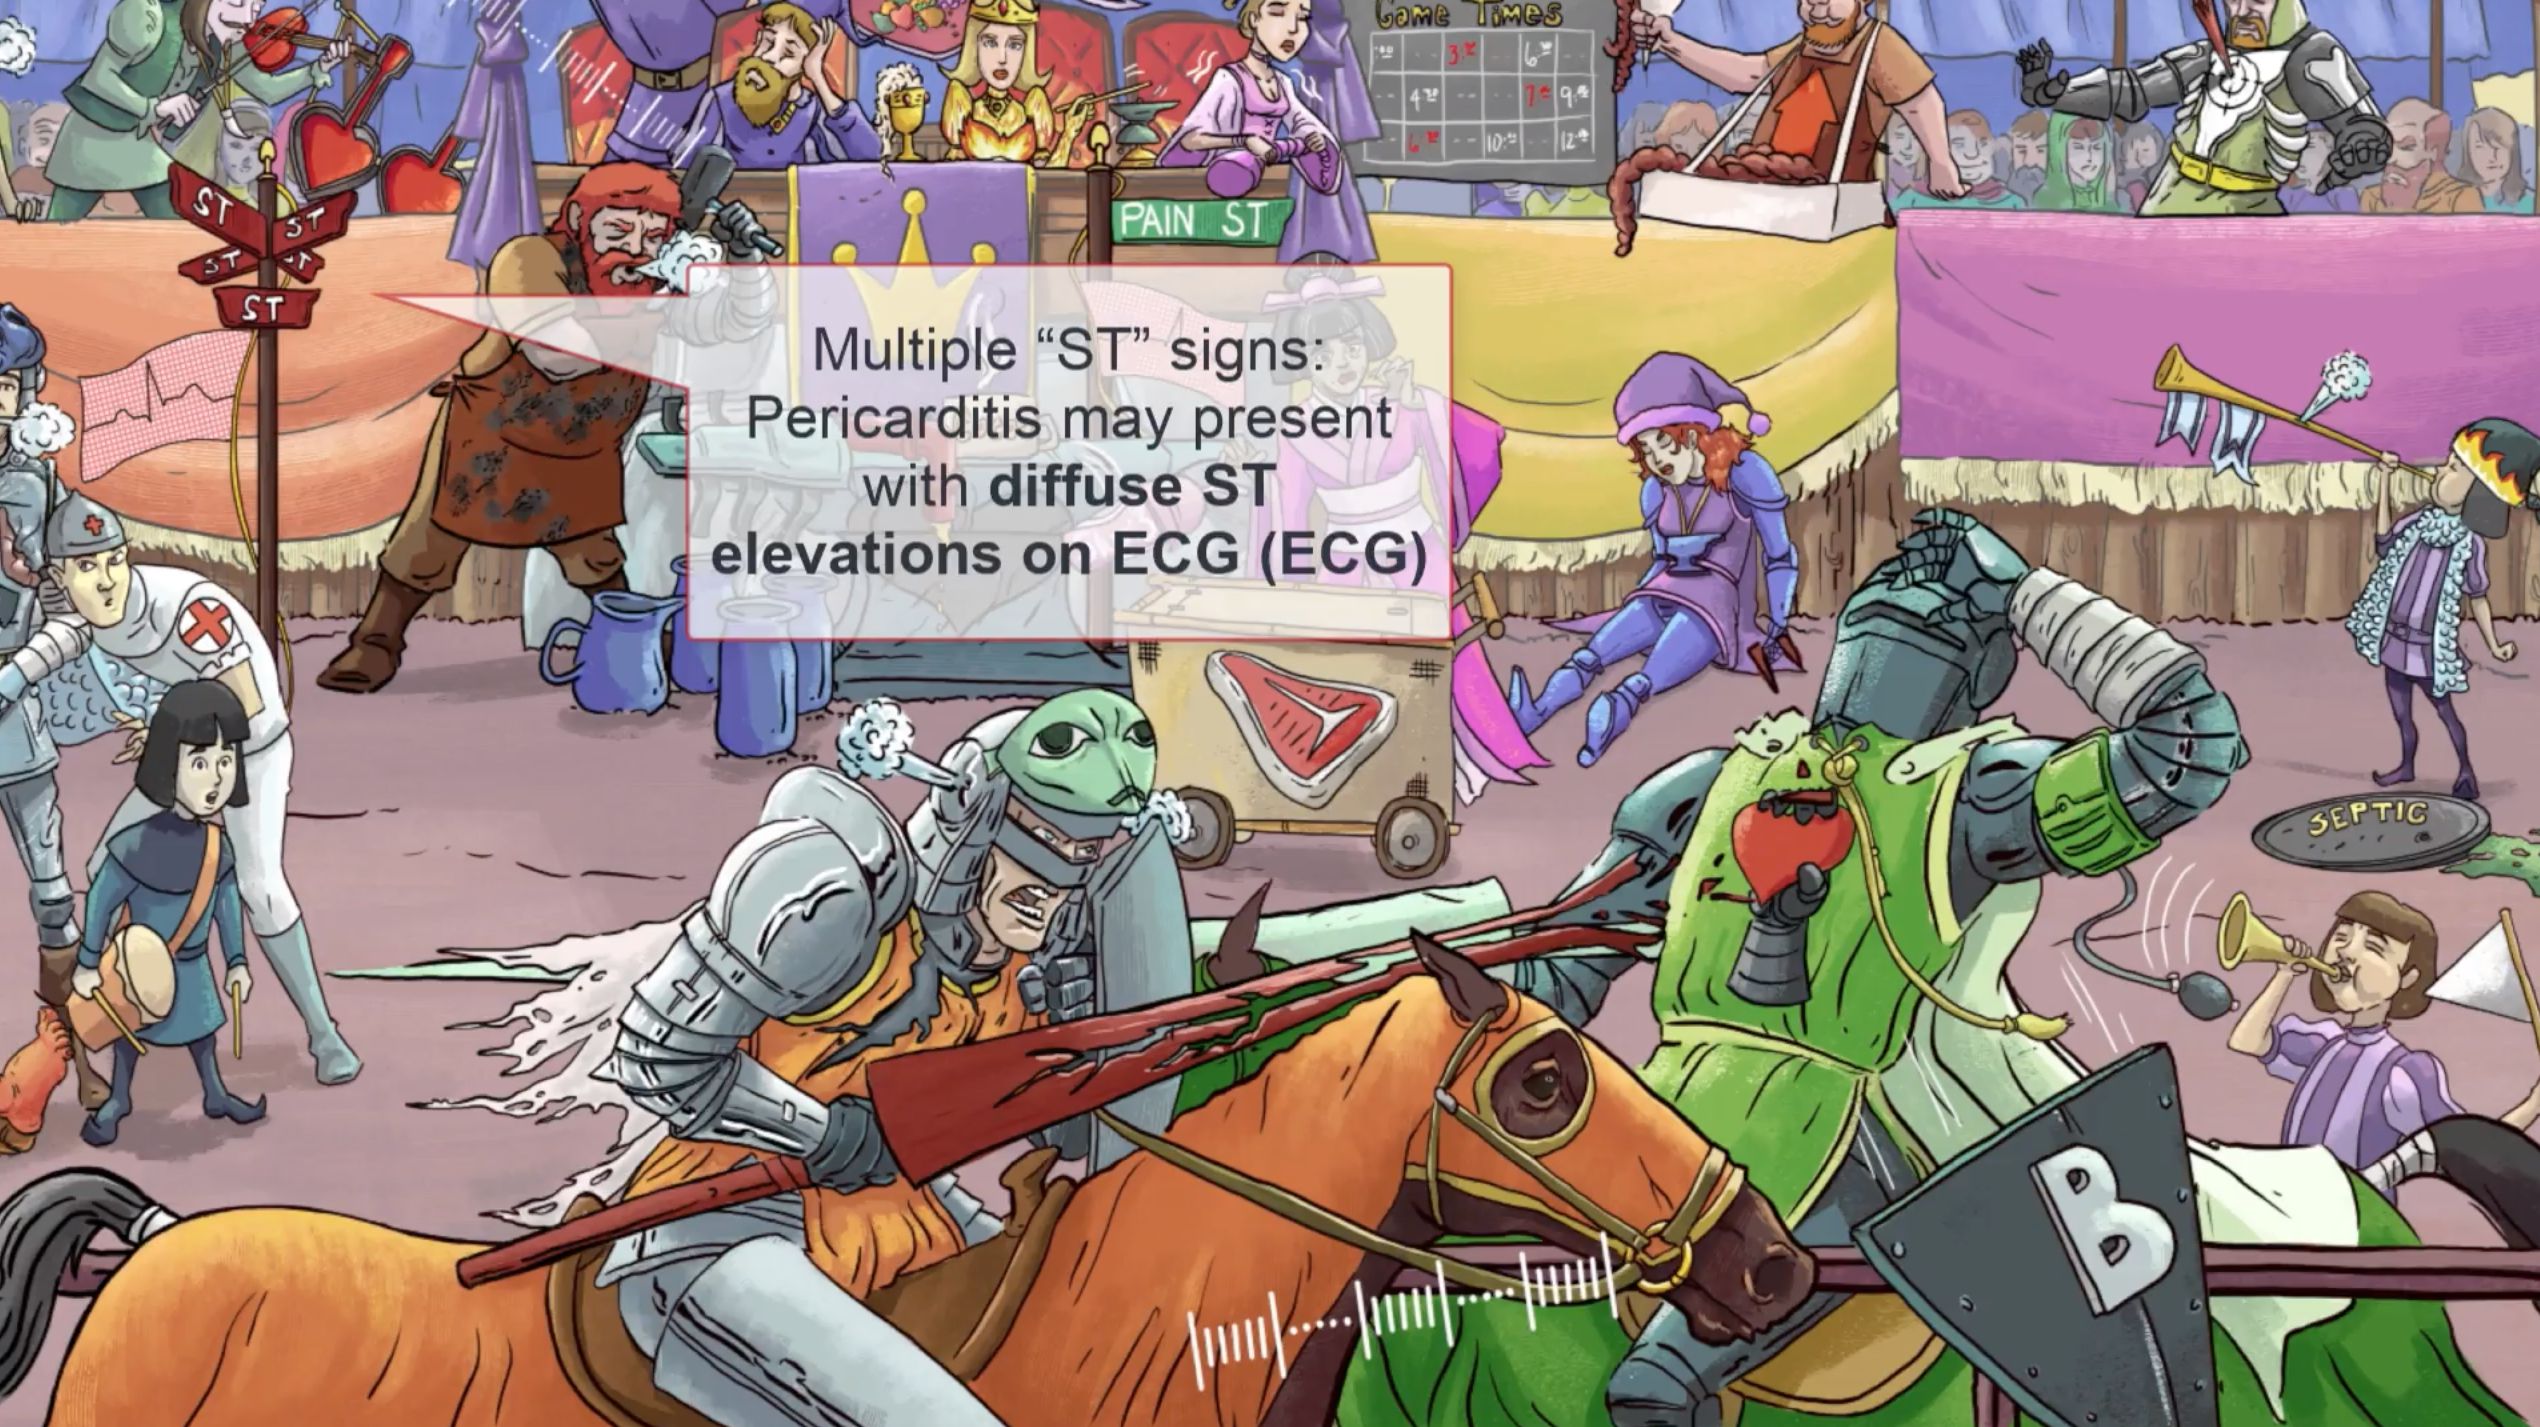 Game Times
3:
6:
4:30
7:
9:
6:
10:
12:
ST
ST
ST
ST
ST
PAIN ST
Multiple “ST” signs:
Pericarditis may present
with diffuse ST
elevations on ECG (ECG)
SEPTIC
B